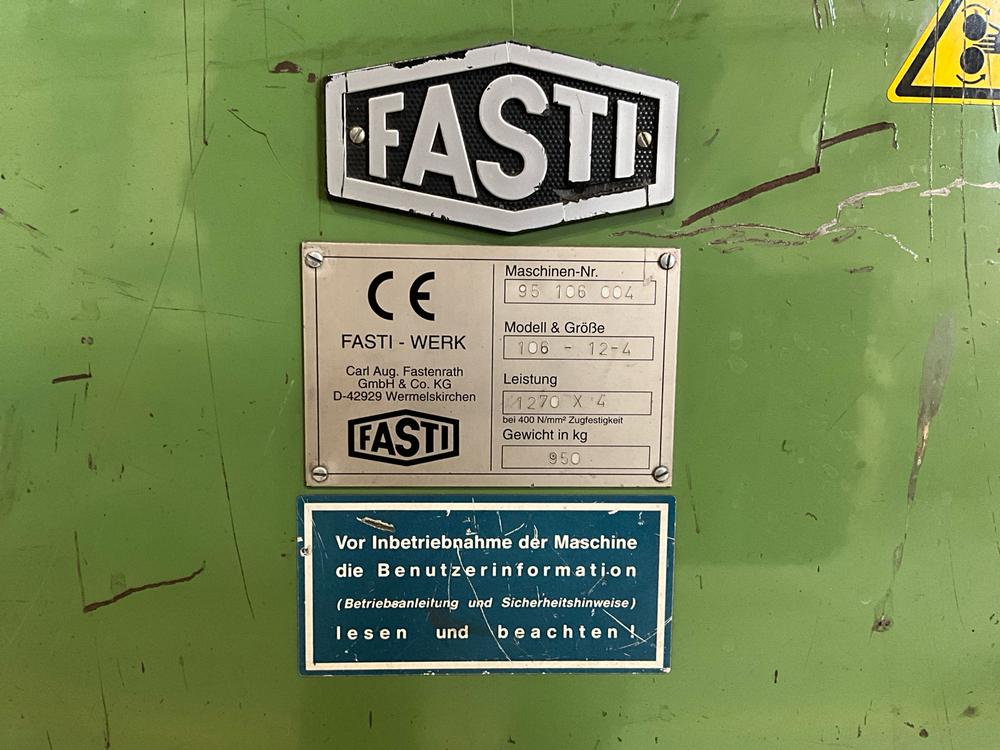 FASTI
CE
FASTI - WERK
Carl Aug. Fastenrath
GmbH & Co. KG
D-42929 Wermelskirchen
FASTI
Maschinen-Nr.
95 106 004
Modell & Größe
106 - 12-4
Leistung
1270 X 4
bei 400 N/mm² Zugfestigkeit
Gewicht in kg
950
Vor Inbetriebnahme der Maschine
die Benutzerinformation
(Betriebsanleitung und Sicherheitshinweise)
lesen und beachten!